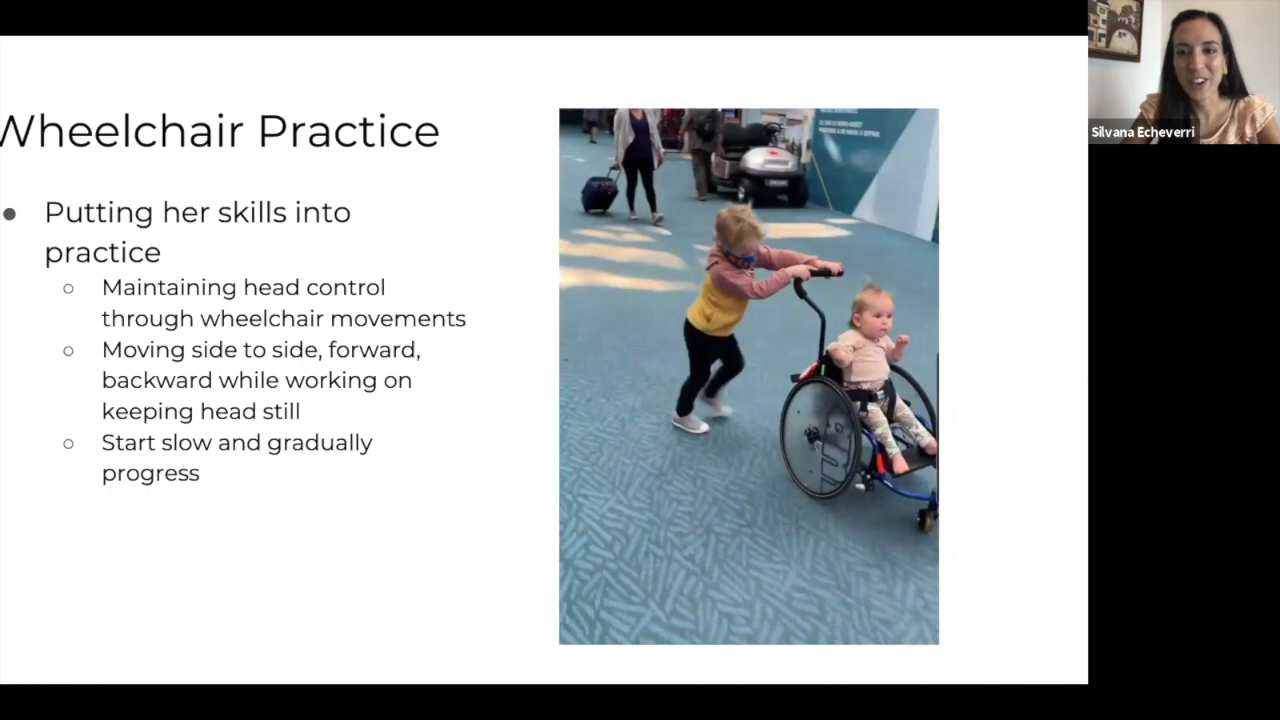 Wheelchair Practice
● Putting her skills into
practice
○ Maintaining head control
through wheelchair movements
○ Moving side to side, forward,
backward while working on
keeping head still
○ Start slow and gradually
progress
Silvana Echeverri